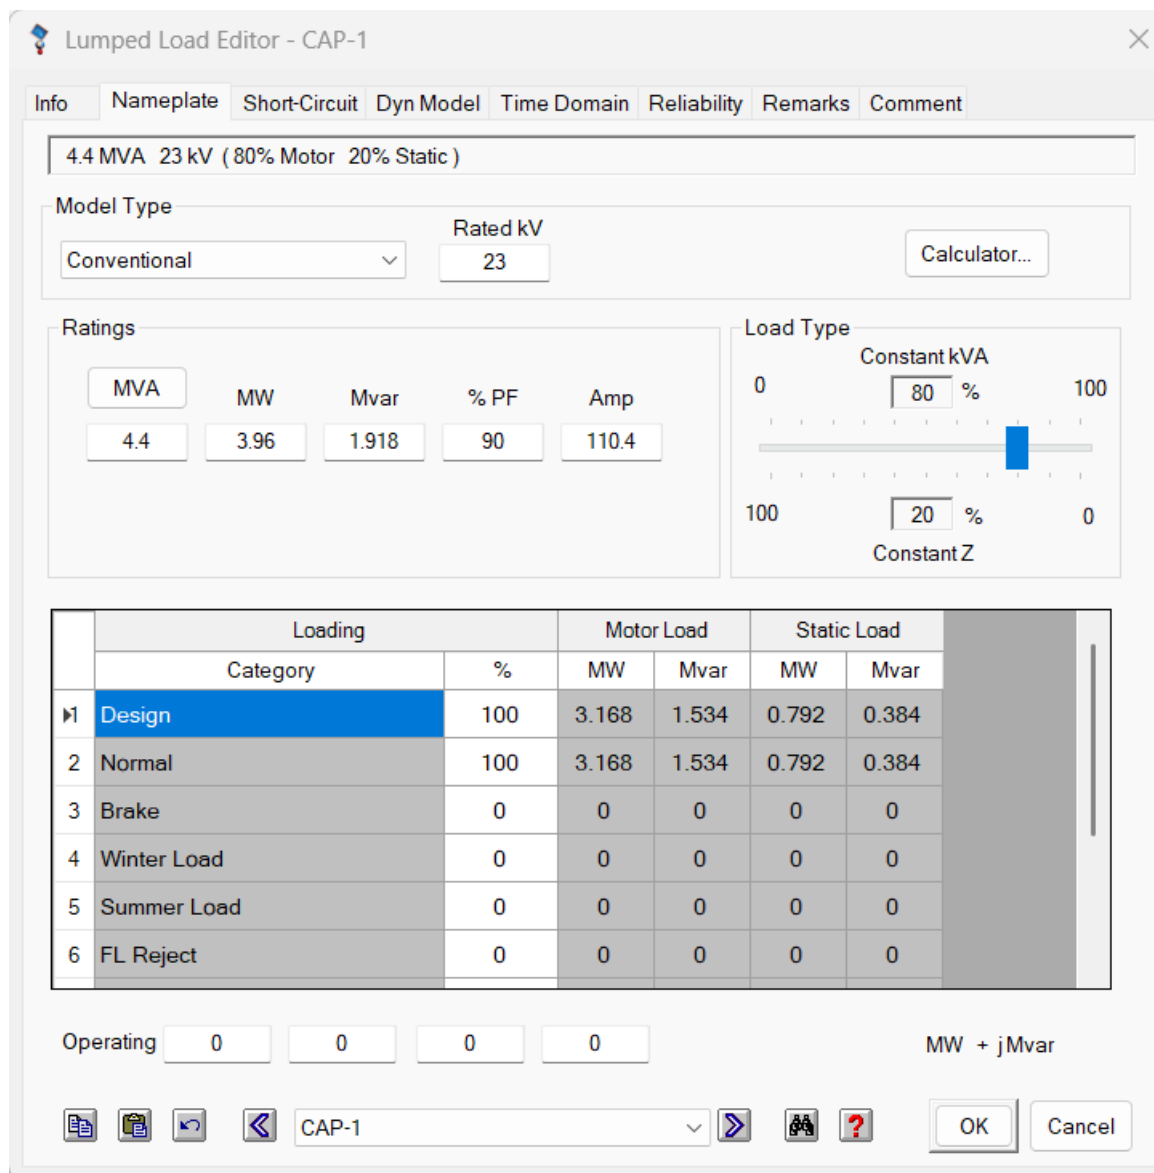 Lumped Load Editor - CAP-1
Info Nameplate Short-Circuit Dyn Model Time Domain Reliability Remarks Comment
4.4 MVA 23 kV ( 80% Motor 20% Static )
Model Type
Rated kV
Conventional 23 Calculator...
Ratings
MVA MW Mvar % PF Amp
4.4 3.96 1.918 90 110.4
Load Type
Constant kVA
0 80 % 100
100 20 % 0
Constant Z
Loading Motor Load Static Load
Category % MW Mvar MW Mvar
1 Design 100 3.168 1.534 0.792 0.384
2 Normal 100 3.168 1.534 0.792 0.384
3 Brake 0 0 0 0 0
4 Winter Load 0 0 0 0 0
5 Summer Load 0 0 0 0 0
6 FL Reject 0 0 0 0 0
Operating 0 0 0 0 MW + j Mvar
CAP-1 ? OK Cancel